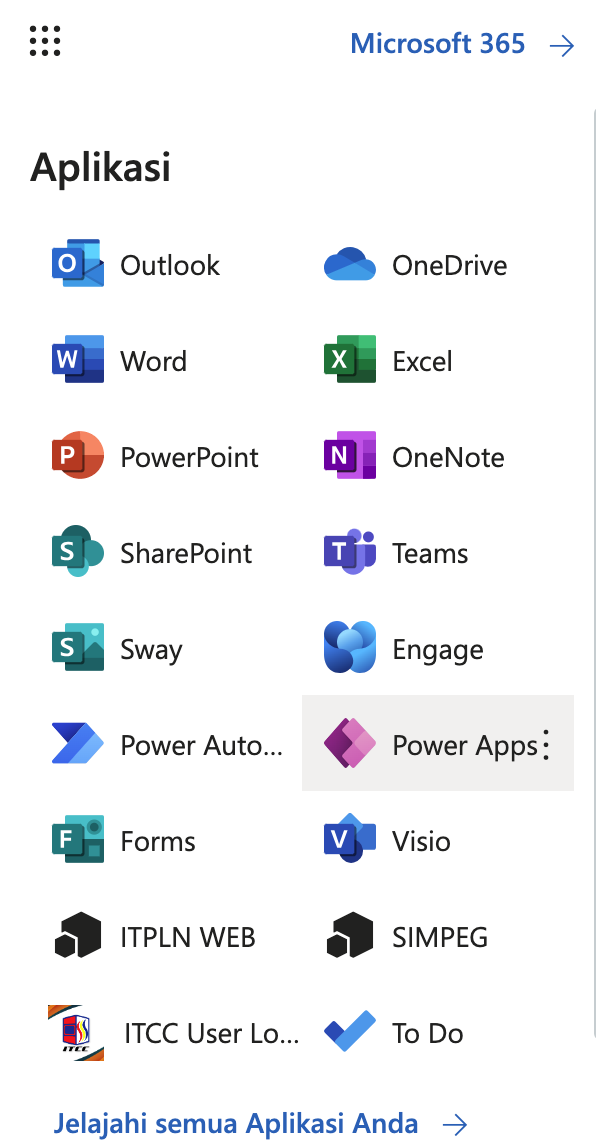 Microsoft 365
Aplikasi
Outlook
OneDrive
Word
Excel
PowerPoint
OneNote
SharePoint
Teams
Sway
Engage
Power Auto...
Power Apps
Forms
Visio
ITPLN WEB
SIMPEG
ITCC
ITCC User Lo...
To Do
Jelajahi semua Aplikasi Anda